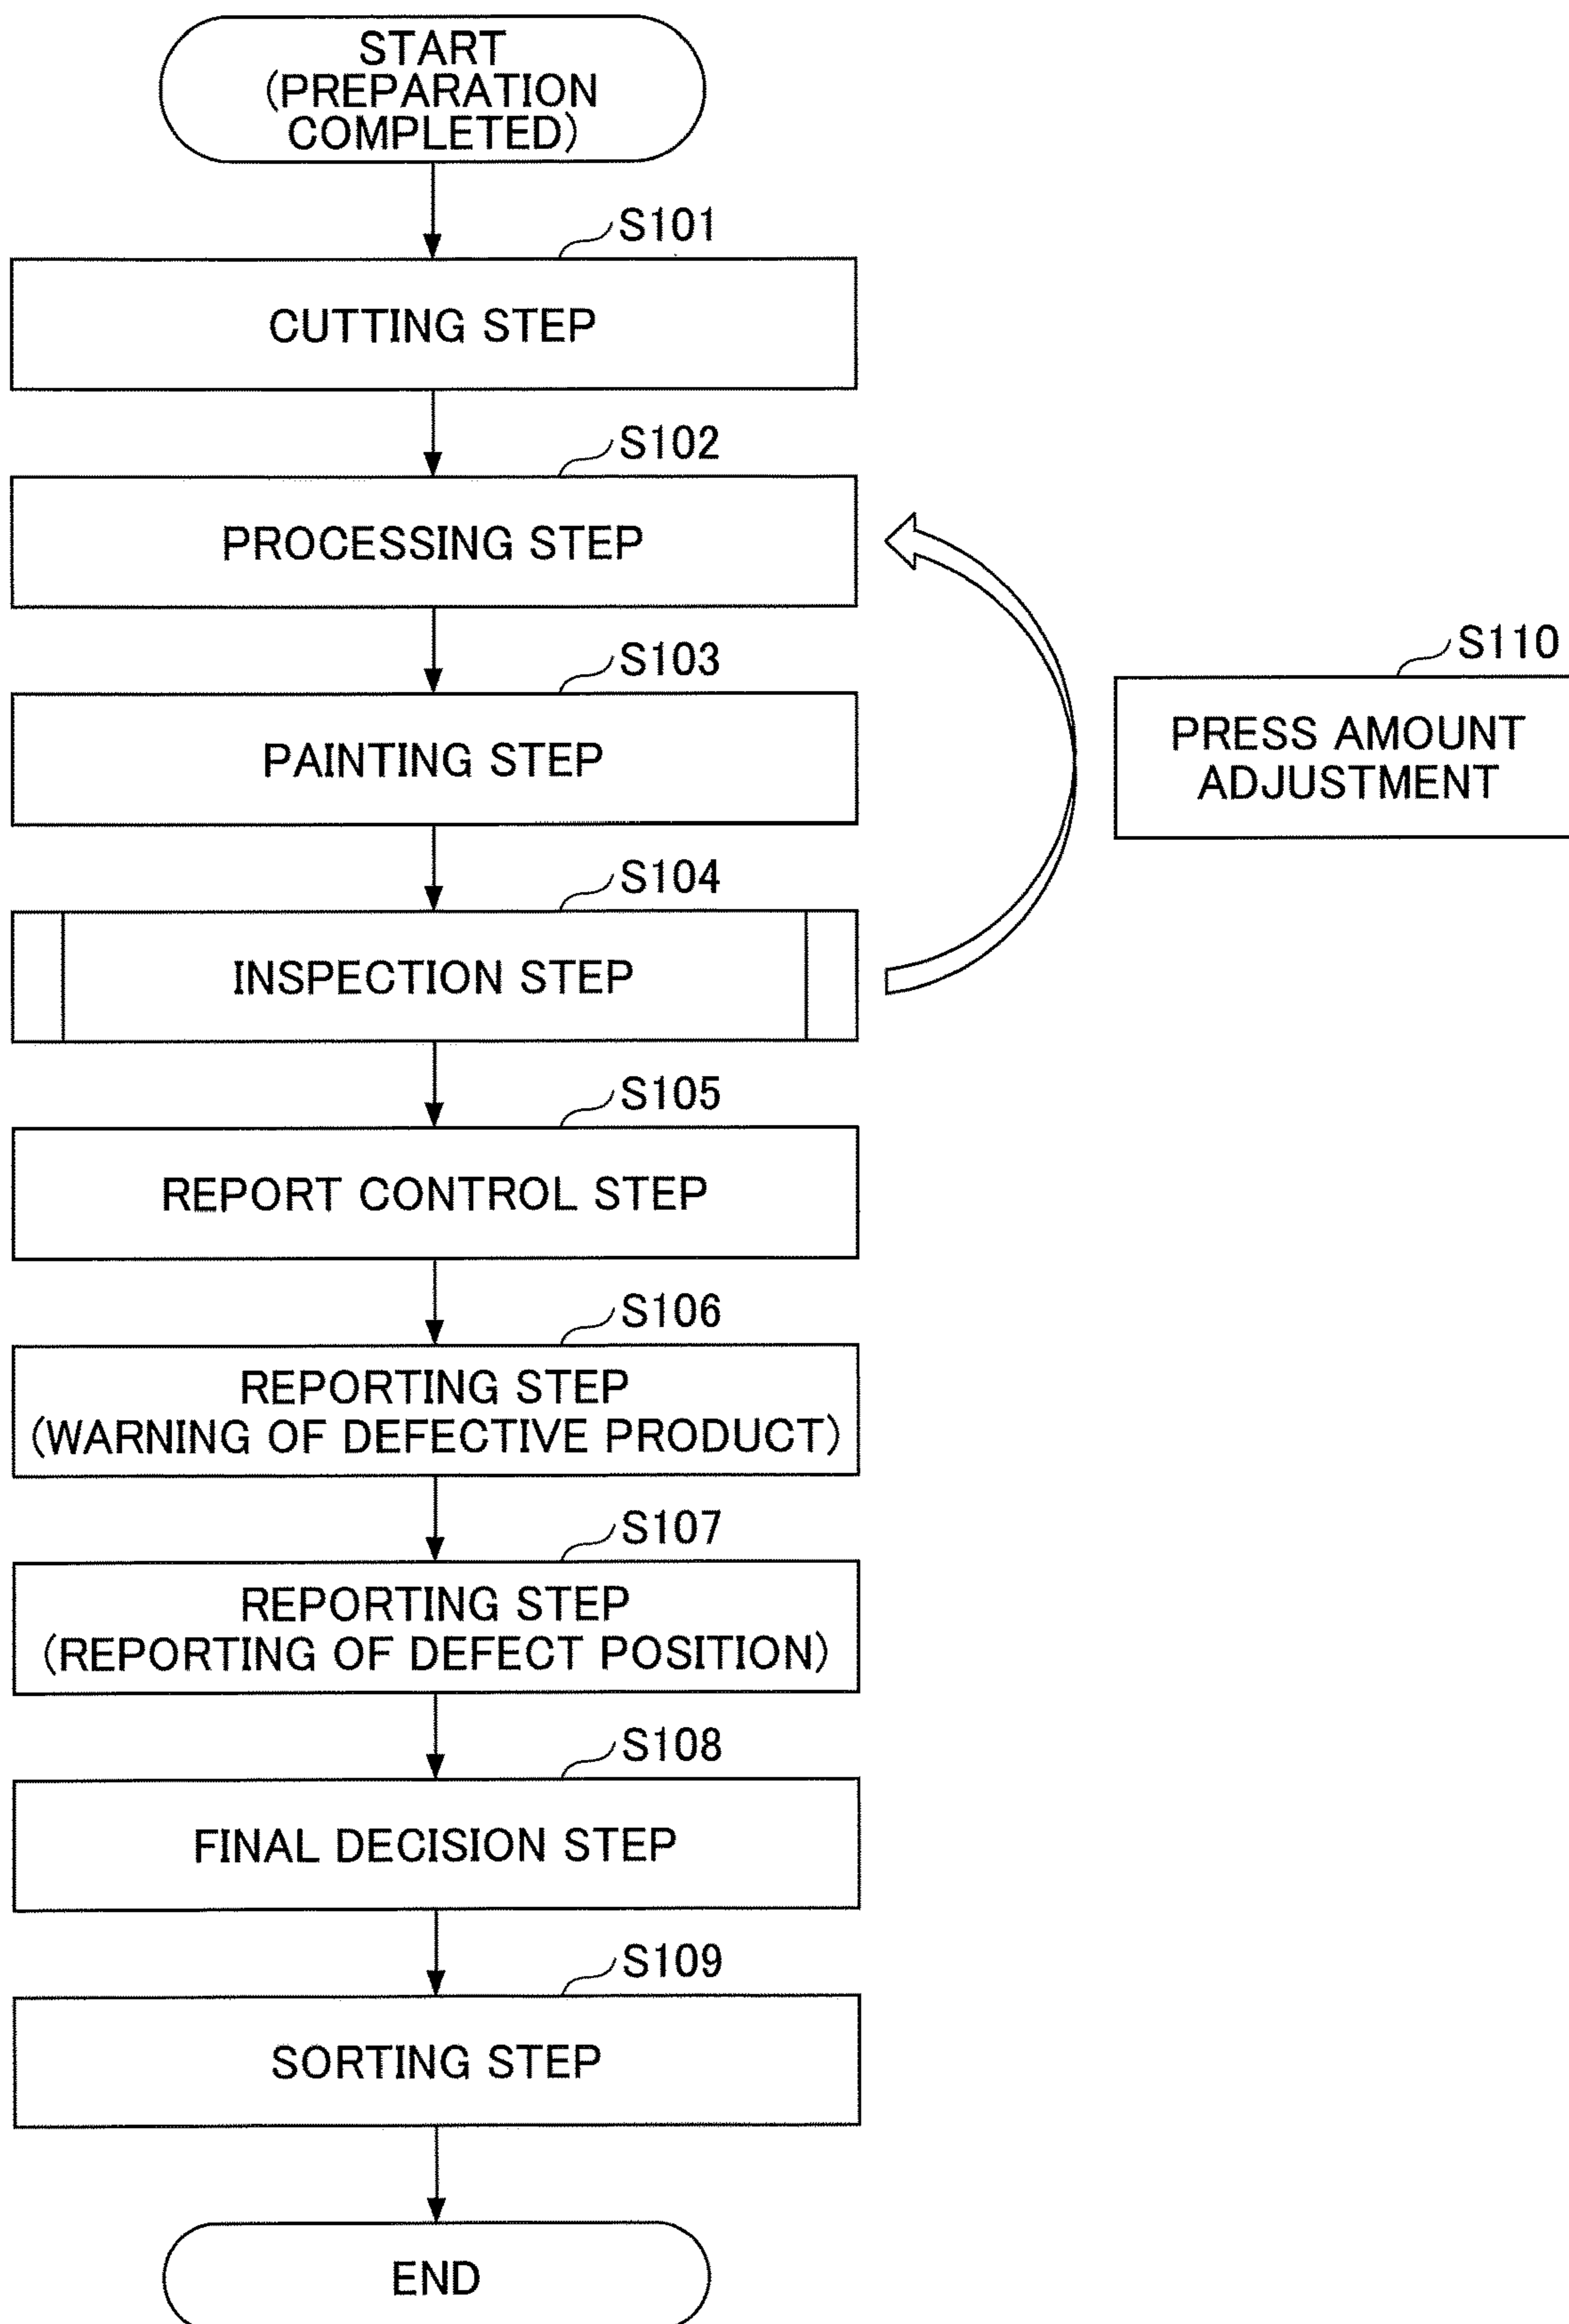 START
(PREPARATION
COMPLETED)
S101
CUTTING STEP
S102
PROCESSING STEP
S103
PAINTING STEP
S110
PRESS AMOUNT
ADJUSTMENT
S104
INSPECTION STEP
S105
REPORT CONTROL STEP
S106
REPORTING STEP
(WARNING OF DEFECTIVE PRODUCT)
S107
REPORTING STEP
(REPORTING OF DEFECT POSITION)
S108
FINAL DECISION STEP
S109
SORTING STEP
END